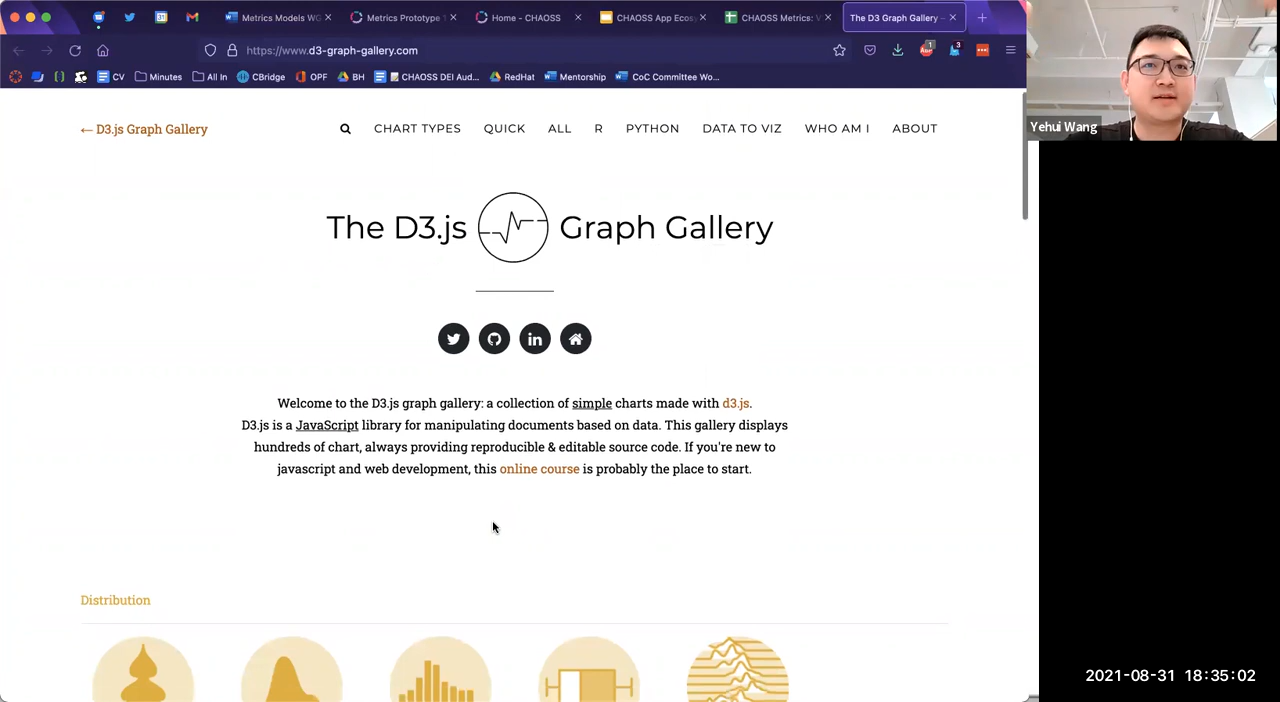 Metrics Models WG
Metrics Prototype
Home - CHAOSS
CHAOSS App Ecosy
CHAOSS Metrics: V
The D3 Graph Gallery –
https://www.d3-graph-gallery.com
1
3
CV
Minutes
All In
CBridge
OPF
BH
CHAOSS DEI Aud...
RedHat
Mentorship
CoC Committee Wo...
Yehui Wang
← D3.js Graph Gallery
CHART TYPES
QUICK
ALL
R
PYTHON
DATA TO VIZ
WHO AM I
ABOUT
The D3.js Graph Gallery
Welcome to the D3.js graph gallery: a collection of simple charts made with d3.js.
D3.js is a JavaScript library for manipulating documents based on data. This gallery displays
hundreds of chart, always providing reproducible & editable source code. If you're new to
javascript and web development, this online course is probably the place to start.
Distribution
2021-08-31 18:35:02